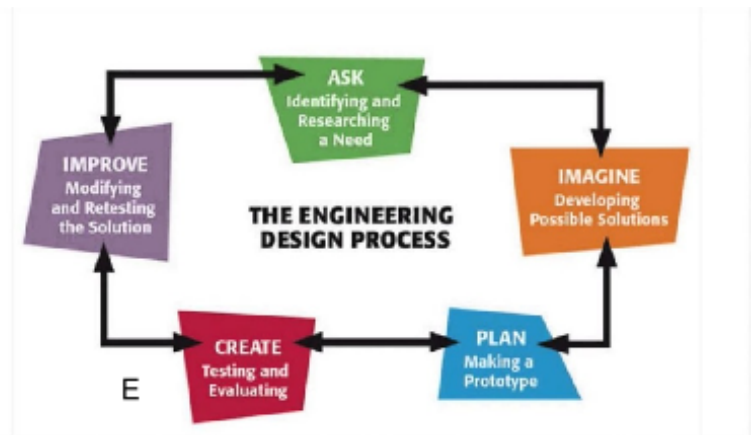 ASK
Identifying and
Researching
a Need
IMPROVE
Modifying
and Retesting
the Solution
IMAGINE
Developing
Possible Solutions
THE ENGINEERING
DESIGN PROCESS
CREATE
Testing and
Evaluating
PLAN
Making a
Prototype
E